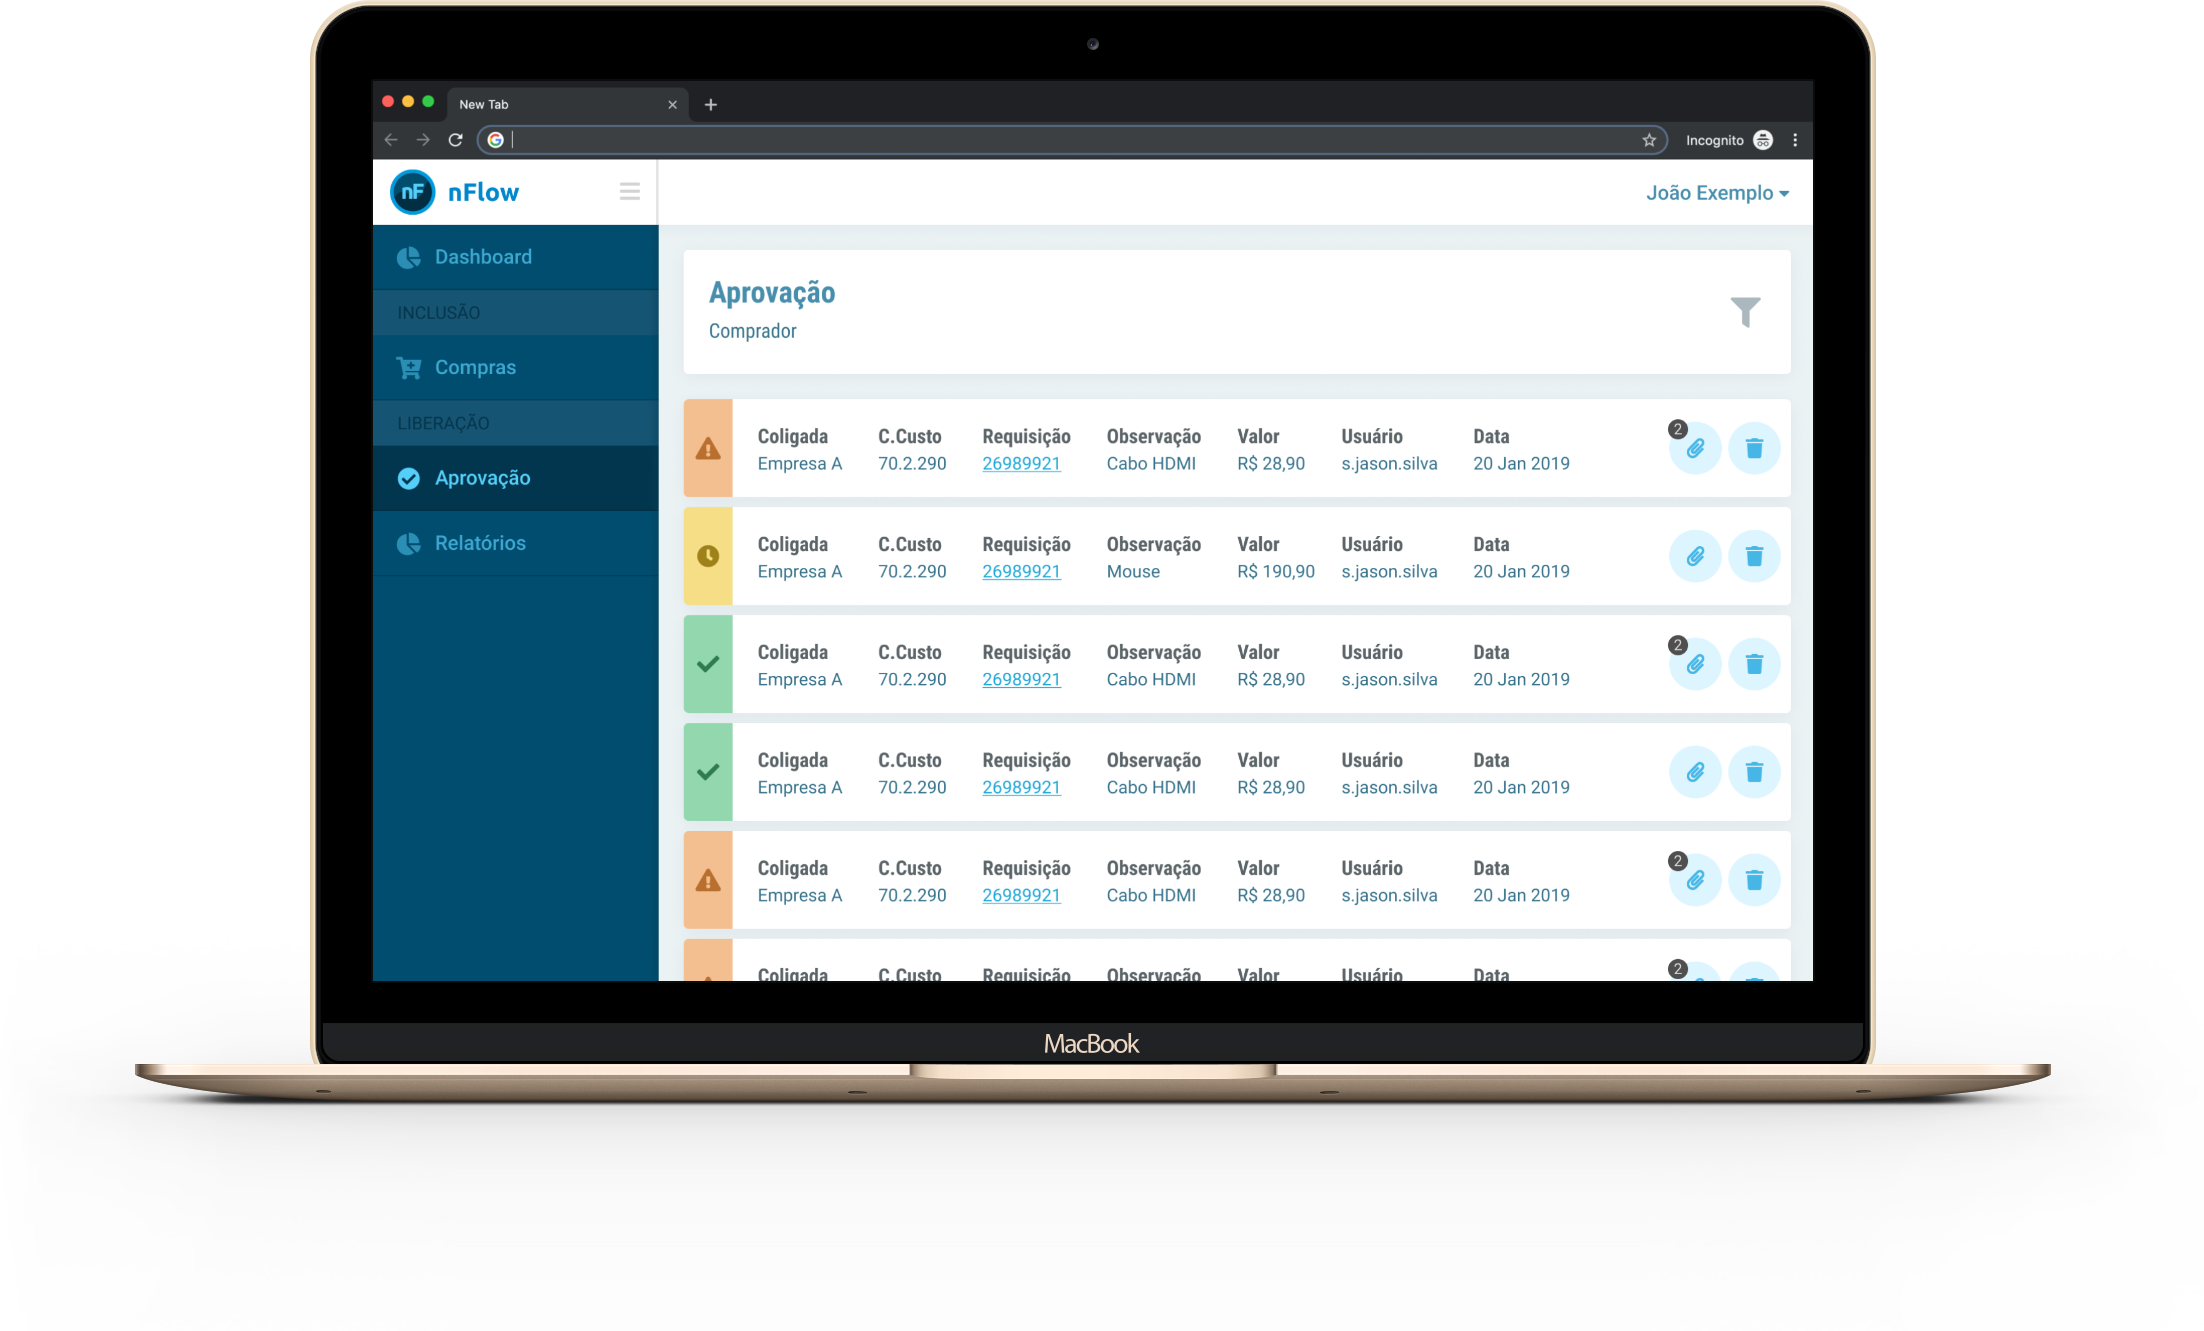 New Tab
Incognito
nF nFlow
João Exemplo
Dashboard
INCLUSÃO
Compras
LIBERAÇÃO
Aprovação
Relatórios
Aprovação
Comprador
Coligada C.Custo Requisição Observação Valor Usuário Data
2
Empresa A 70.2.290 26989921 Cabo HDMI R$ 28,90 s.jason.silva 20 Jan 2019
Coligada C.Custo Requisição Observação Valor Usuário Data
Empresa A 70.2.290 26989921 Mouse R$ 190,90 s.jason.silva 20 Jan 2019
Coligada C.Custo Requisição Observação Valor Usuário Data
2
Empresa A 70.2.290 26989921 Cabo HDMI R$ 28,90 s.jason.silva 20 Jan 2019
Coligada C.Custo Requisição Observação Valor Usuário Data
Empresa A 70.2.290 26989921 Cabo HDMI R$ 28,90 s.jason.silva 20 Jan 2019
Coligada C.Custo Requisição Observação Valor Usuário Data
2
Empresa A 70.2.290 26989921 Cabo HDMI R$ 28,90 s.jason.silva 20 Jan 2019
Coligada C.Custo Requisição Observação Valor Usuário Data
2
MacBook